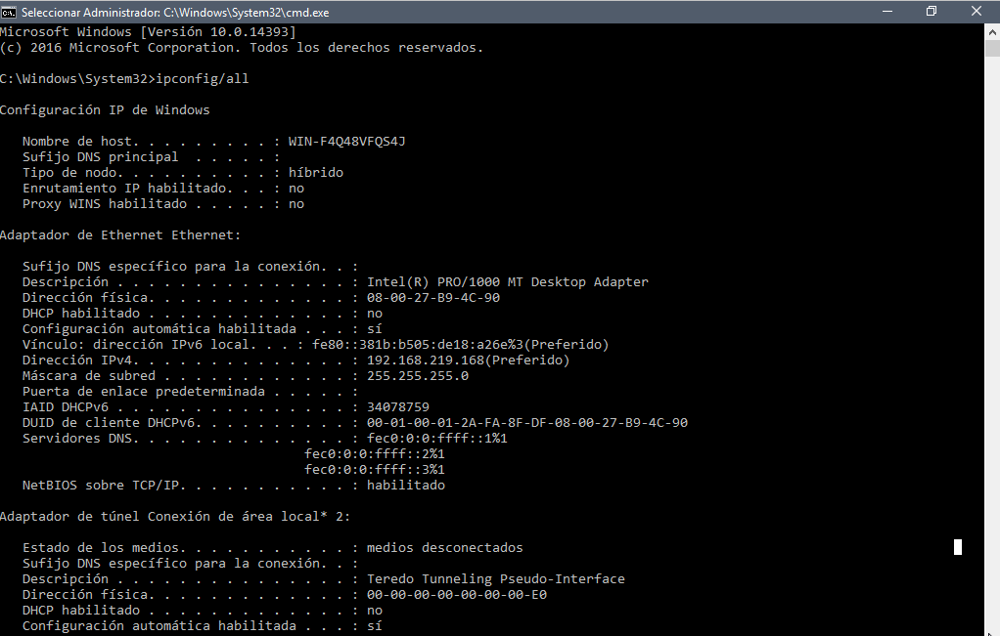 Seleccionar Administrador: C:\Windows\System32\cmd.exe
Microsoft Windows [Versión 10.0.14393]
(c) 2016 Microsoft Corporation. Todos los derechos reservados.
C:\Windows\System32>ipconfig/all
Configuración IP de Windows
Nombre de host. . . . . . . . . : WIN-F4Q48VFQS4J
Sufijo DNS principal  . . . . . :
Tipo de nodo. . . . . . . . . . : híbrido
Enrutamiento IP habilitado. . . : no
Proxy WINS habilitado . . . . . : no
Adaptador de Ethernet Ethernet:
Sufijo DNS específico para la conexión. . :
Descripción . . . . . . . . . . . . . . . : Intel(R) PRO/1000 MT Desktop Adapter
Dirección física. . . . . . . . . . . . . : 08-00-27-B9-4C-90
DHCP habilitado . . . . . . . . . . . . . : no
Configuración automática habilitada . . . : sí
Vínculo: dirección IPv6 local. . . : fe80::381b:b505:de18:a26e%3(Preferido)
Dirección IPv4. . . . . . . . . . . . . . : 192.168.219.168(Preferido)
Máscara de subred . . . . . . . . . . . . : 255.255.255.0
Puerta de enlace predeterminada . . . . . :
IAID DHCPv6 . . . . . . . . . . . . . . . : 34078759
DUID de cliente DHCPv6. . . . . . . . . . : 00-01-00-01-2A-FA-8F-DF-08-00-27-B9-4C-90
Servidores DNS. . . . . . . . . . . . . . : fec0:0:0:ffff::1%1
fec0:0:0:ffff::2%1
fec0:0:0:ffff::3%1
NetBIOS sobre TCP/IP. . . . . . . . . . . : habilitado
Adaptador de túnel Conexión de área local* 2:
Estado de los medios. . . . . . . . . . . : medios desconectados
Sufijo DNS específico para la conexión. . :
Descripción . . . . . . . . . . . . . . . : Teredo Tunneling Pseudo-Interface
Dirección física. . . . . . . . . . . . . : 00-00-00-00-00-00-00-E0
DHCP habilitado . . . . . . . . . . . . . : no
Configuración automática habilitada . . . : sí